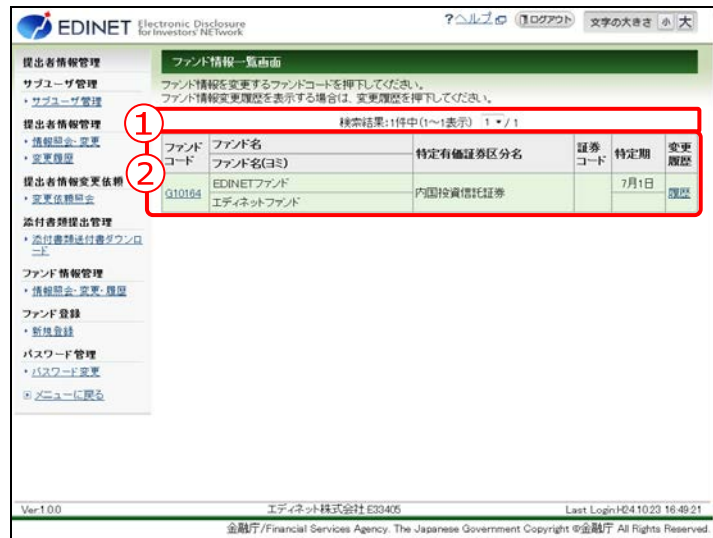 EDINET Electronic Disclosure for Investors' NETwork
?ヘルプ ログアウト 文字の大きさ 小 大
提出者情報管理
サブユーザ管理
・サブユーザ管理
提出者情報管理
・情報照会・変更
・変更履歴
提出者情報変更依頼
・変更依頼照会
添付書類提出管理
・添付書類送付書ダウンロ
ード
ファンド情報管理
・情報照会・変更・履歴
ファンド登録
・新規登録
パスワード管理
・パスワード変更
メニューに戻る
ファンド情報一覧画面
ファンド情報を変更するファンドコードを押下してください。
ファンド情報変更履歴を表示する場合は、変更履歴を押下してください。
①
検索結果:1件中(1～1表示) 1 / 1
②
ファンドコード ファンド名 特定有価証券区分名 証券コード 特定期 変更履歴
ファンド名(ヨミ)
G10164 EDINETファンド 内国投資信託証券 7月1日 履歴
エディネットファンド
Ver.1.0.0 エディネット株式会社 E33405 Last Login:H24.10.23 16:49:21
金融庁/Financial Services Agency. The Japanese Government Copyright ©金融庁 All Rights Reserved.